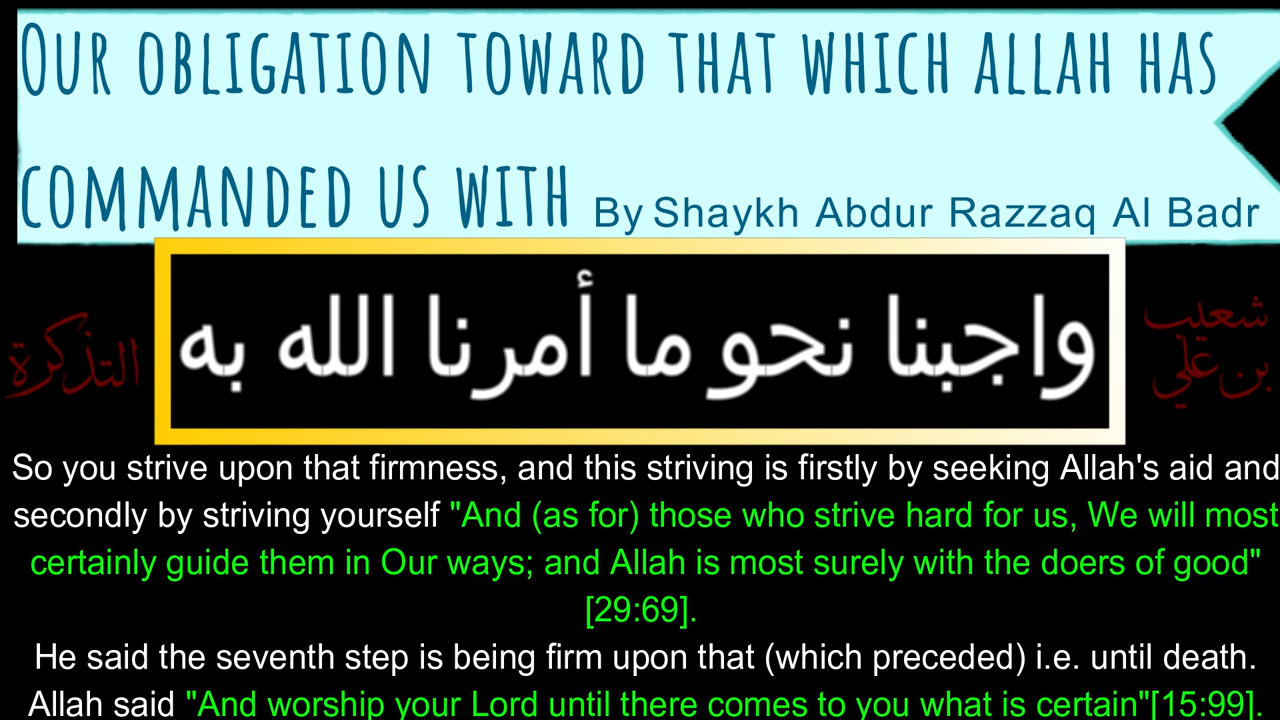 Our obligation toward that which Allah has
commanded us with By Shaykh Abdur Razzaq Al Badr
واجبنا نحو ما أمرنا الله به
التذكرة
شعيب
بن علي
So you strive upon that firmness, and this striving is firstly by seeking Allah's aid and
secondly by striving yourself "And (as for) those who strive hard for us, We will most
certainly guide them in Our ways; and Allah is most surely with the doers of good"
[29:69].
He said the seventh step is being firm upon that (which preceded) i.e. until death.
Allah said "And worship your Lord until there comes to you what is certain"[15:99].